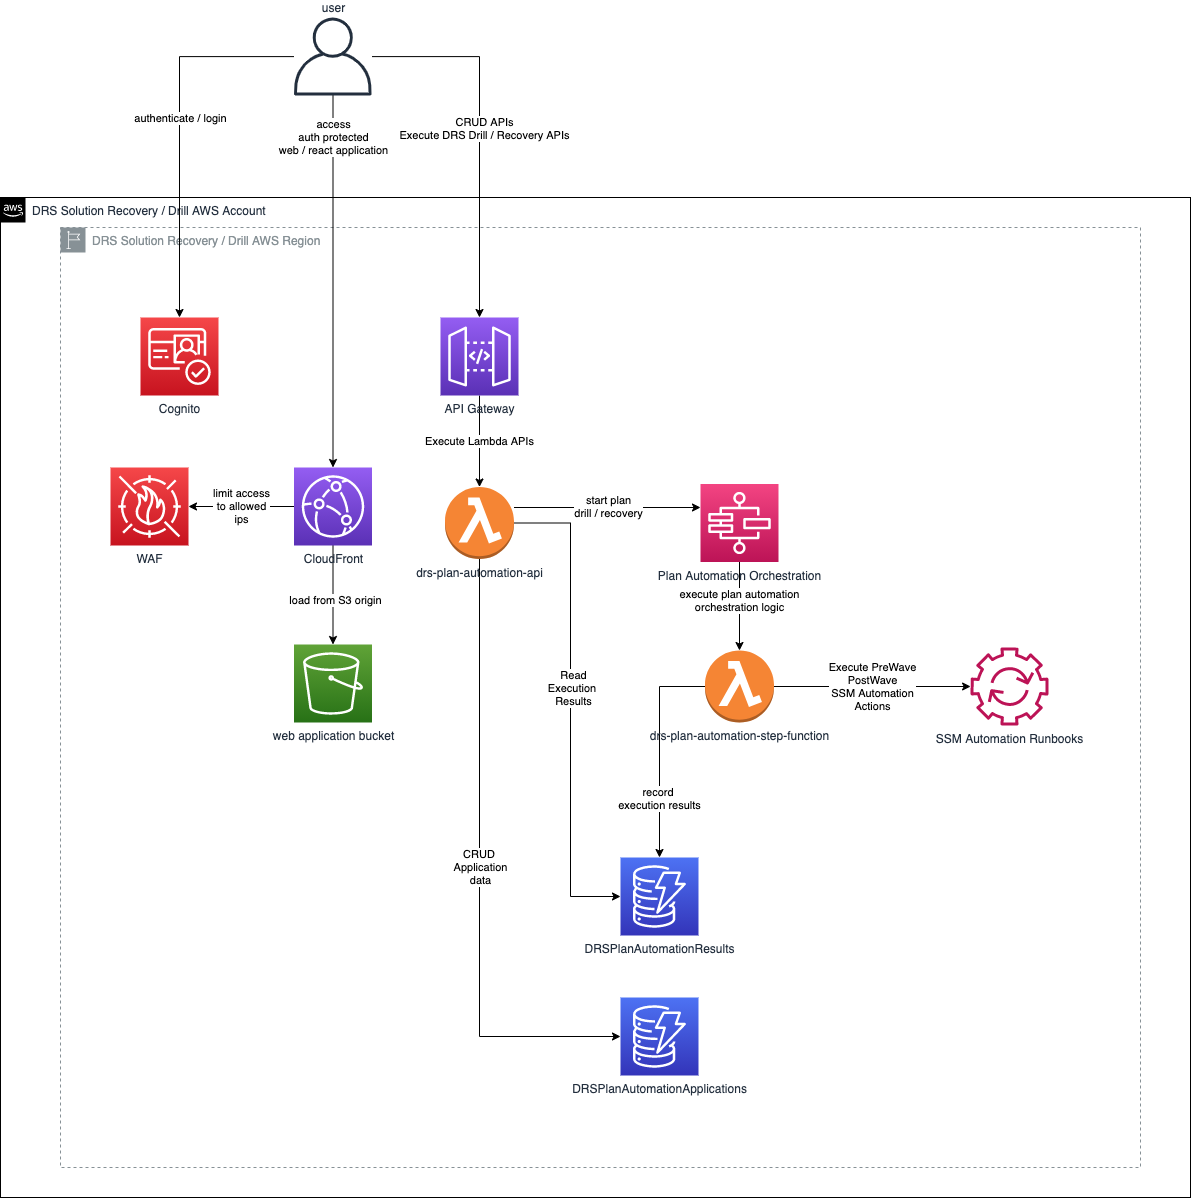 user
authenticate / login
access
auth protected
web / react application
CRUD APIs
Execute DRS Drill / Recovery APIs
aws
DRS Solution Recovery / Drill AWS Account
DRS Solution Recovery / Drill AWS Region
Cognito
API Gateway
Execute Lambda APIs
limit access
to allowed
ips
start plan
drill / recovery
WAF
CloudFront
drs-plan-automation-api
Plan Automation Orchestration
execute plan automation
orchestration logic
load from S3 origin
Read
Execution
Results
Execute PreWave
PostWave
SSM Automation
Actions
web application bucket
drs-plan-automation-step-function
SSM Automation Runbooks
record
execution results
CRUD
Application
data
DRSPlanAutomationResults
DRSPlanAutomationApplications